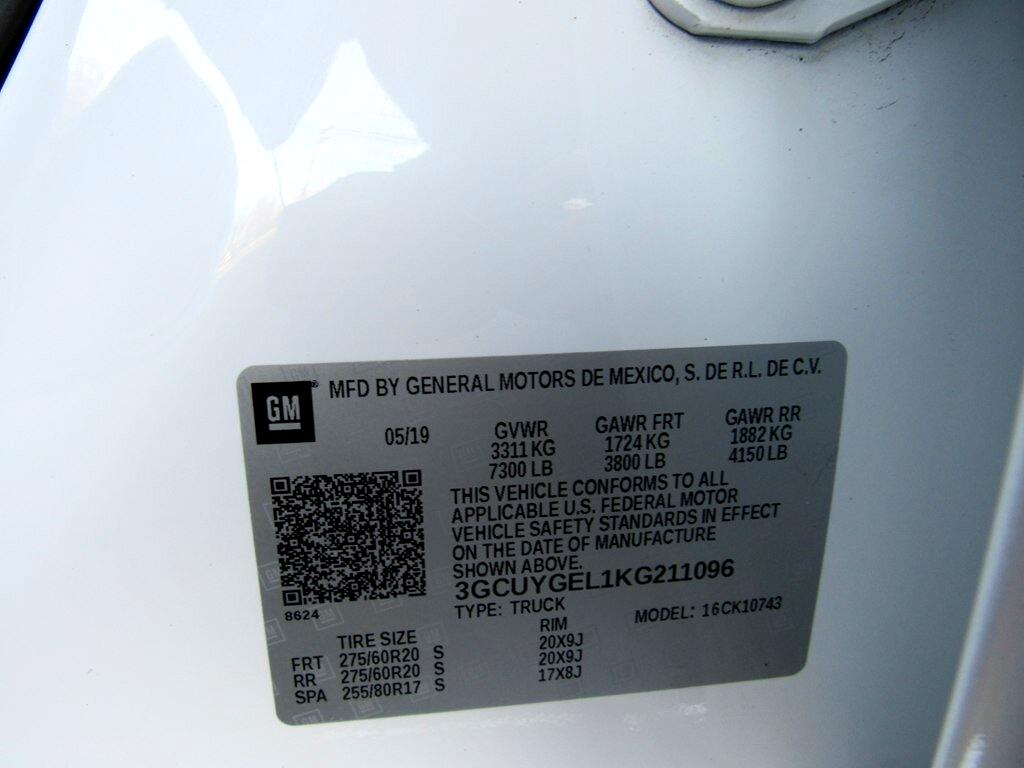 GM® MFD BY GENERAL MOTORS DE MEXICO, S. DE R.L. DE C.V.
05/19
GVWR GAWR FRT GAWR RR
3311 KG 1724 KG 1882 KG
7300 LB 3800 LB 4150 LB
THIS VEHICLE CONFORMS TO ALL
APPLICABLE U.S. FEDERAL MOTOR
VEHICLE SAFETY STANDARDS IN EFFECT
ON THE DATE OF MANUFACTURE
SHOWN ABOVE.
3GCUYGEL1KG211096
8624
TYPE: TRUCK MODEL: 16CK10743
TIRE SIZE RIM
FRT 275/60R20 S 20X9J
RR 275/60R20 S 20X9J
SPA 255/80R17 S 17X8J